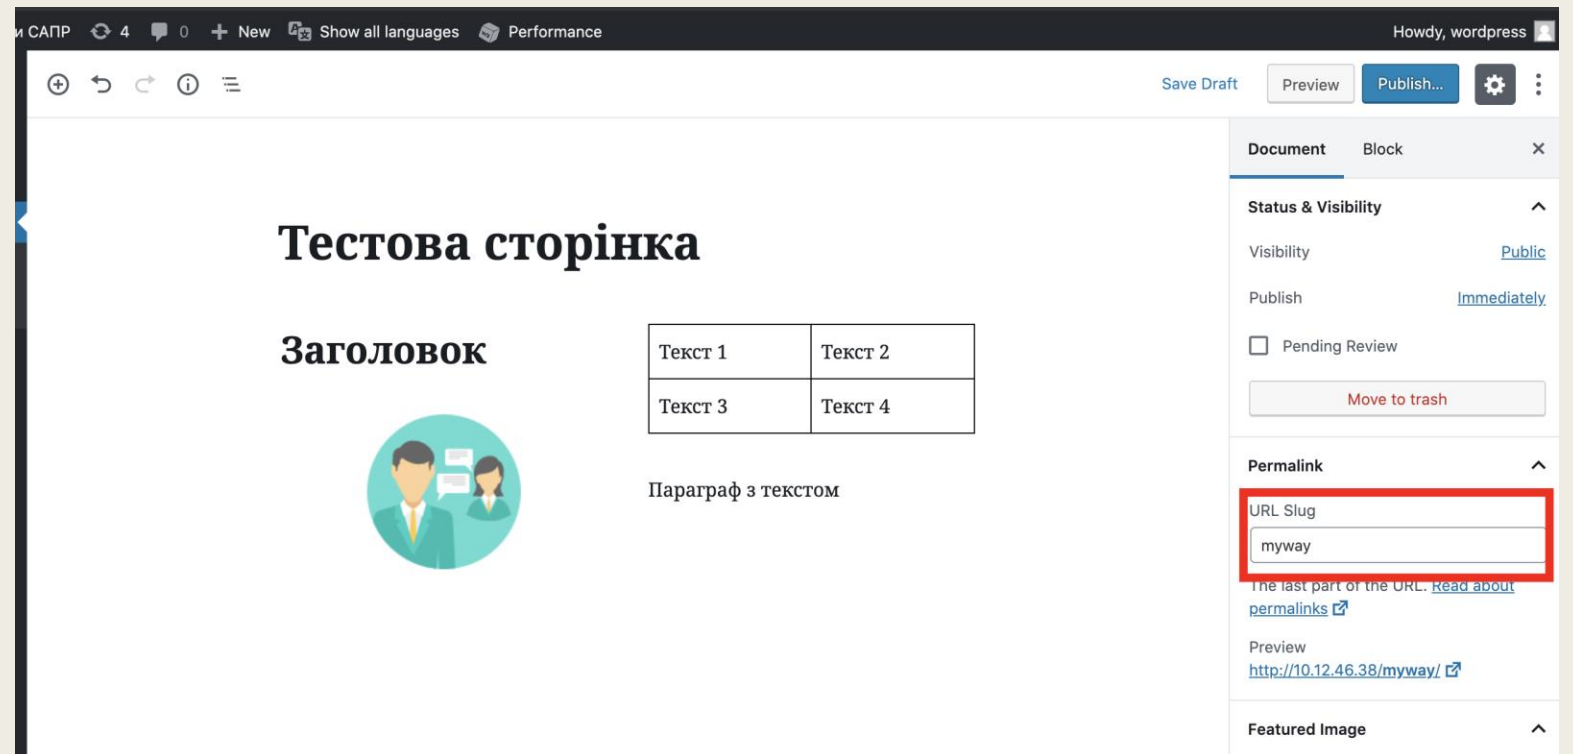 и САПР 4 0 New Show all languages Performance Howdy, wordpress
Save Draft Preview Publish...
Document Block
Status & Visibility
Тестова сторінка
Visibility Public
Publish Immediately
Заголовок
Текст 1 Текст 2
Pending Review
Текст 3 Текст 4
Move to trash
Permalink
Параграф з текстом
URL Slug
myway
The last part of the URL. Read about
permalinks
Preview
http://10.12.46.38/myway/
Featured Image